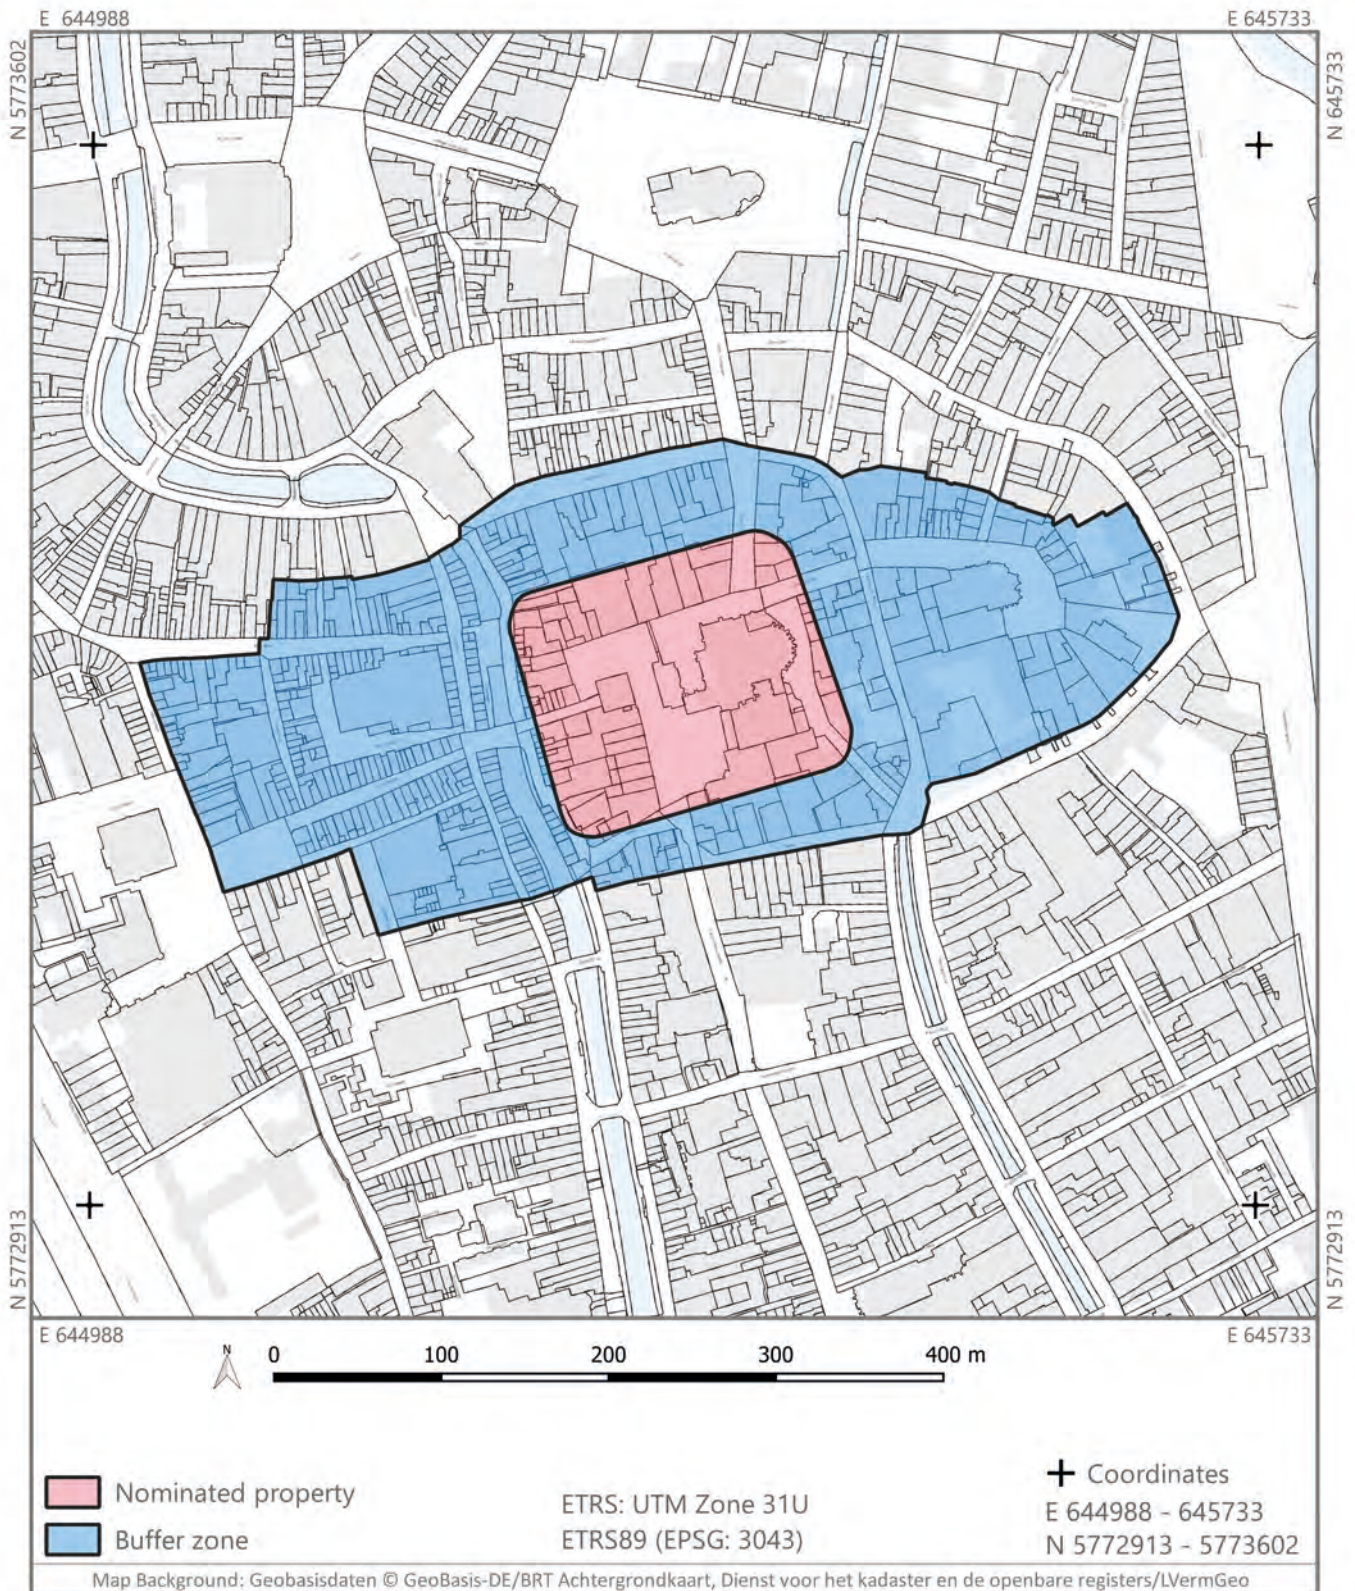 E 644988
E 645733
N 5773602
N 645733
N 5772913
N 5772913
E 644988
E 645733
N
0 100 200 300 400 m
Nominated property
Buffer zone
ETRS: UTM Zone 31U
ETRS89 (EPSG: 3043)
Coordinates
E 644988 - 645733
N 5772913 - 5773602
Map Background: Geobasisdaten © GeoBasis-DE/BRT Achtergrondkaart, Dienst voor het kadaster en de openbare registers/LVermGeo